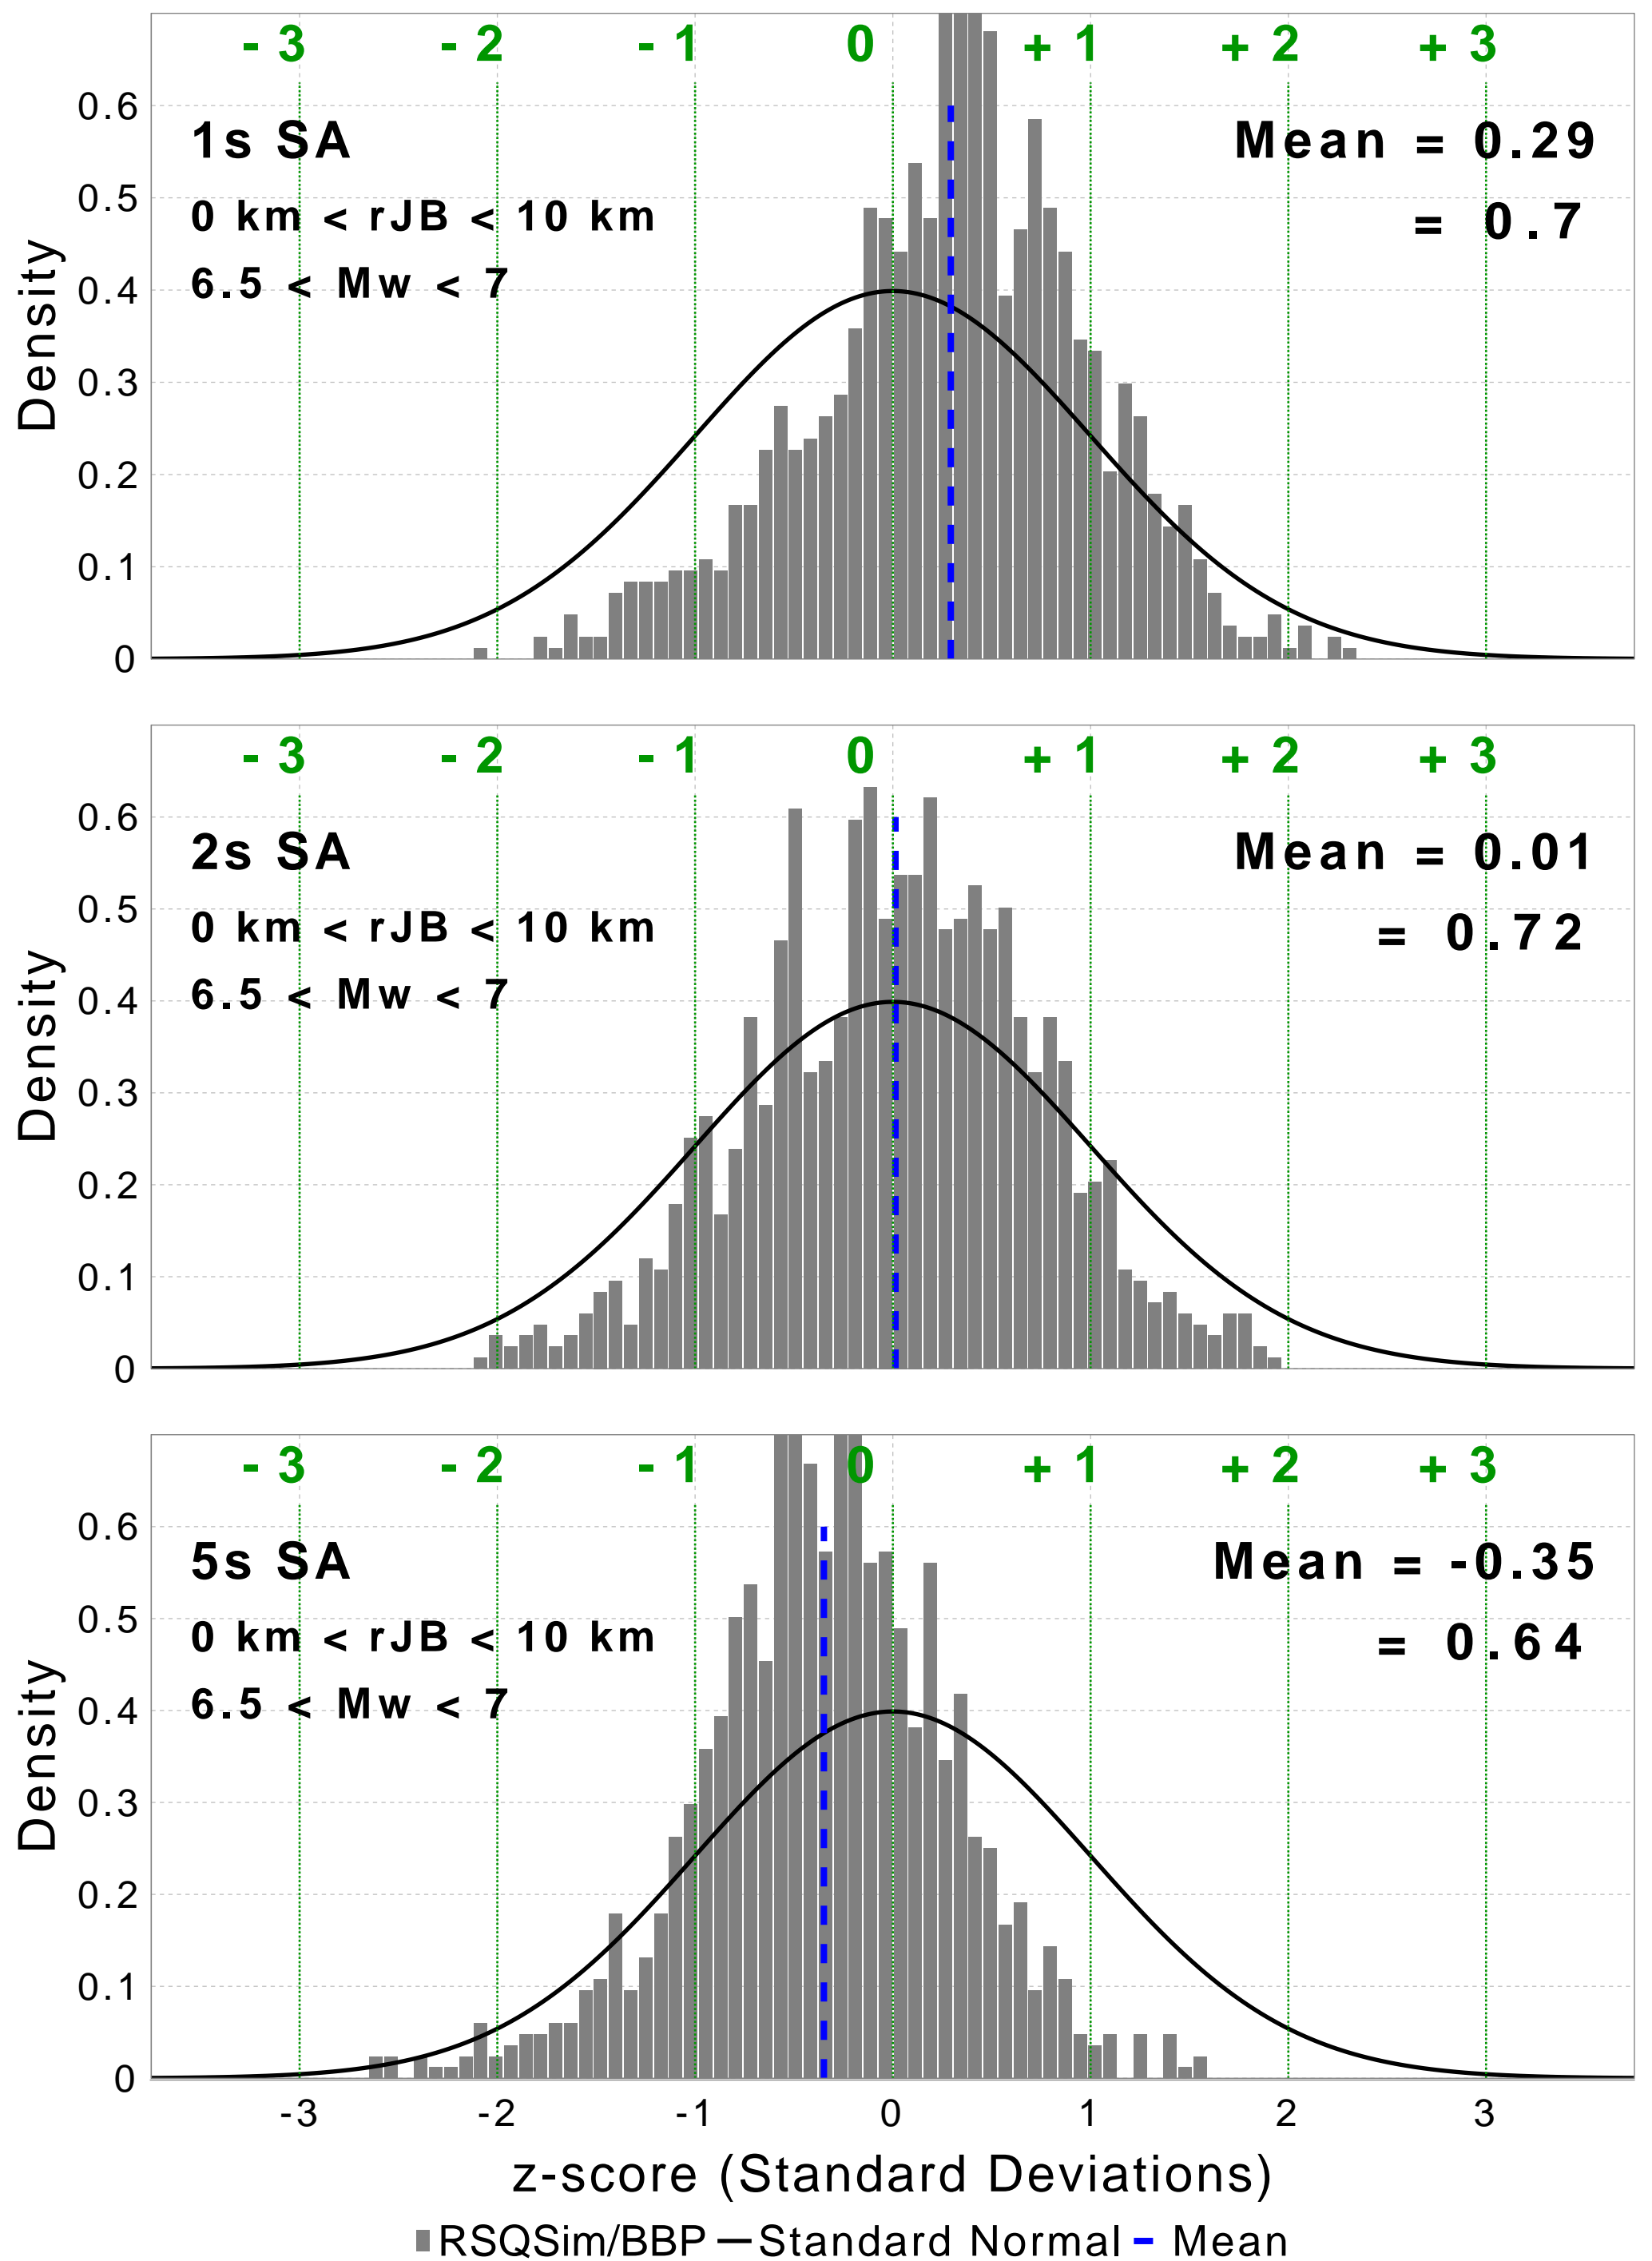 - 3 - 2 - 1 0 + 1 + 2 + 3
0.6
1s SA Mean = 0.29
0.5
0 km < rJB < 10 km = 0.7
6.5 < Mw < 7
0.4
Density
0.3
0.2
0.1
0
- 3 - 2 - 1 0 + 1 + 2 + 3
0.6
2s SA Mean = 0.01
0.5
0 km < rJB < 10 km = 0.72
6.5 < Mw < 7
0.4
Density
0.3
0.2
0.1
0
- 3 - 2 - 1 0 + 1 + 2 + 3
0.6
5s SA Mean = -0.35
0.5
0 km < rJB < 10 km = 0.64
6.5 < Mw < 7
0.4
Density
0.3
0.2
0.1
0
-3 -2 -1 0 1 2 3
z-score (Standard Deviations)
RSQSim/BBP Standard Normal Mean